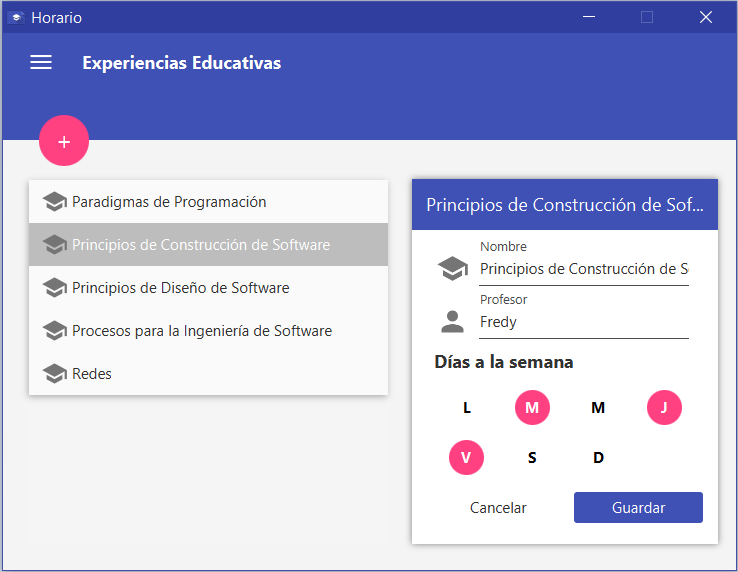 Horario
Experiencias Educativas
+
Paradigmas de Programación
Principios de Construcción de Software
Principios de Diseño de Software
Procesos para la Ingeniería de Software
Redes
Principios de Construcción de Sof...
Nombre
Principios de Construcción de S
Profesor
Fredy
Días a la semana
L M M J
V S D
Cancelar Guardar